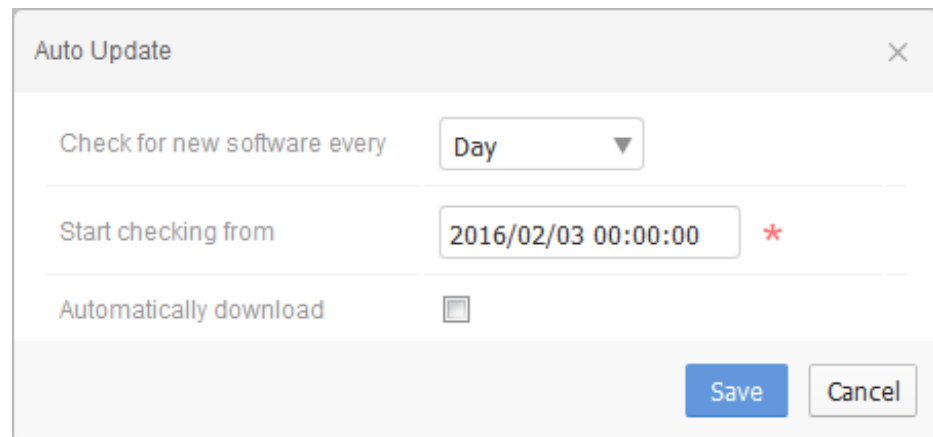 Auto Update
Check for new software every Day
Start checking from 2016/02/03 00:00:00 *
Automatically download
Save Cancel